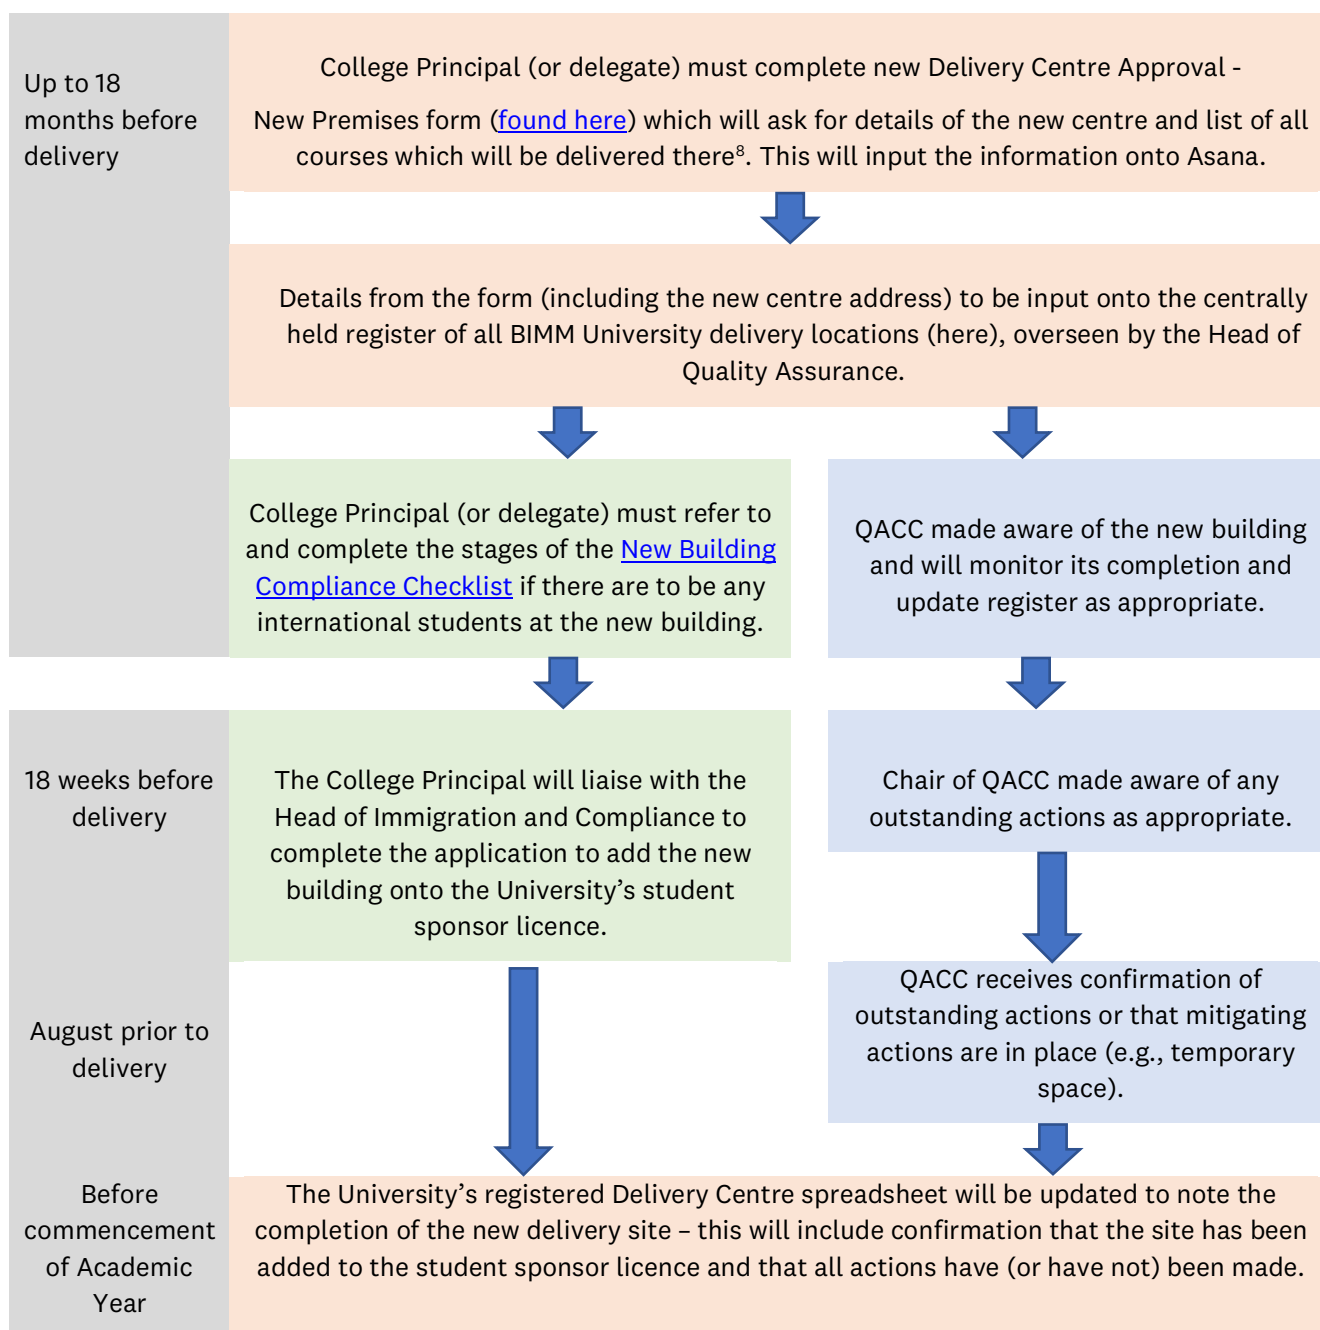 Up to 18
months before
delivery
College Principal (or delegate) must complete new Delivery Centre Approval -
New Premises form (found here) which will ask for details of the new centre and list of all
courses which will be delivered there⁸. This will input the information onto Asana.
Details from the form (including the new centre address) to be input onto the centrally
held register of all BIMM University delivery locations (here), overseen by the Head of
Quality Assurance.
College Principal (or delegate) must refer to
and complete the stages of the New Building
Compliance Checklist if there are to be any
international students at the new building.
QACC made aware of the new building
and will monitor its completion and
update register as appropriate.
18 weeks before
delivery
The College Principal will liaise with the
Head of Immigration and Compliance to
complete the application to add the new
building onto the University’s student
sponsor licence.
Chair of QACC made aware of any
outstanding actions as appropriate.
August prior to
delivery
QACC receives confirmation of
outstanding actions or that mitigating
actions are in place (e.g., temporary
space).
Before
commencement
of Academic
Year
The University’s registered Delivery Centre spreadsheet will be updated to note the
completion of the new delivery site – this will include confirmation that the site has been
added to the student sponsor licence and that all actions have (or have not) been made.